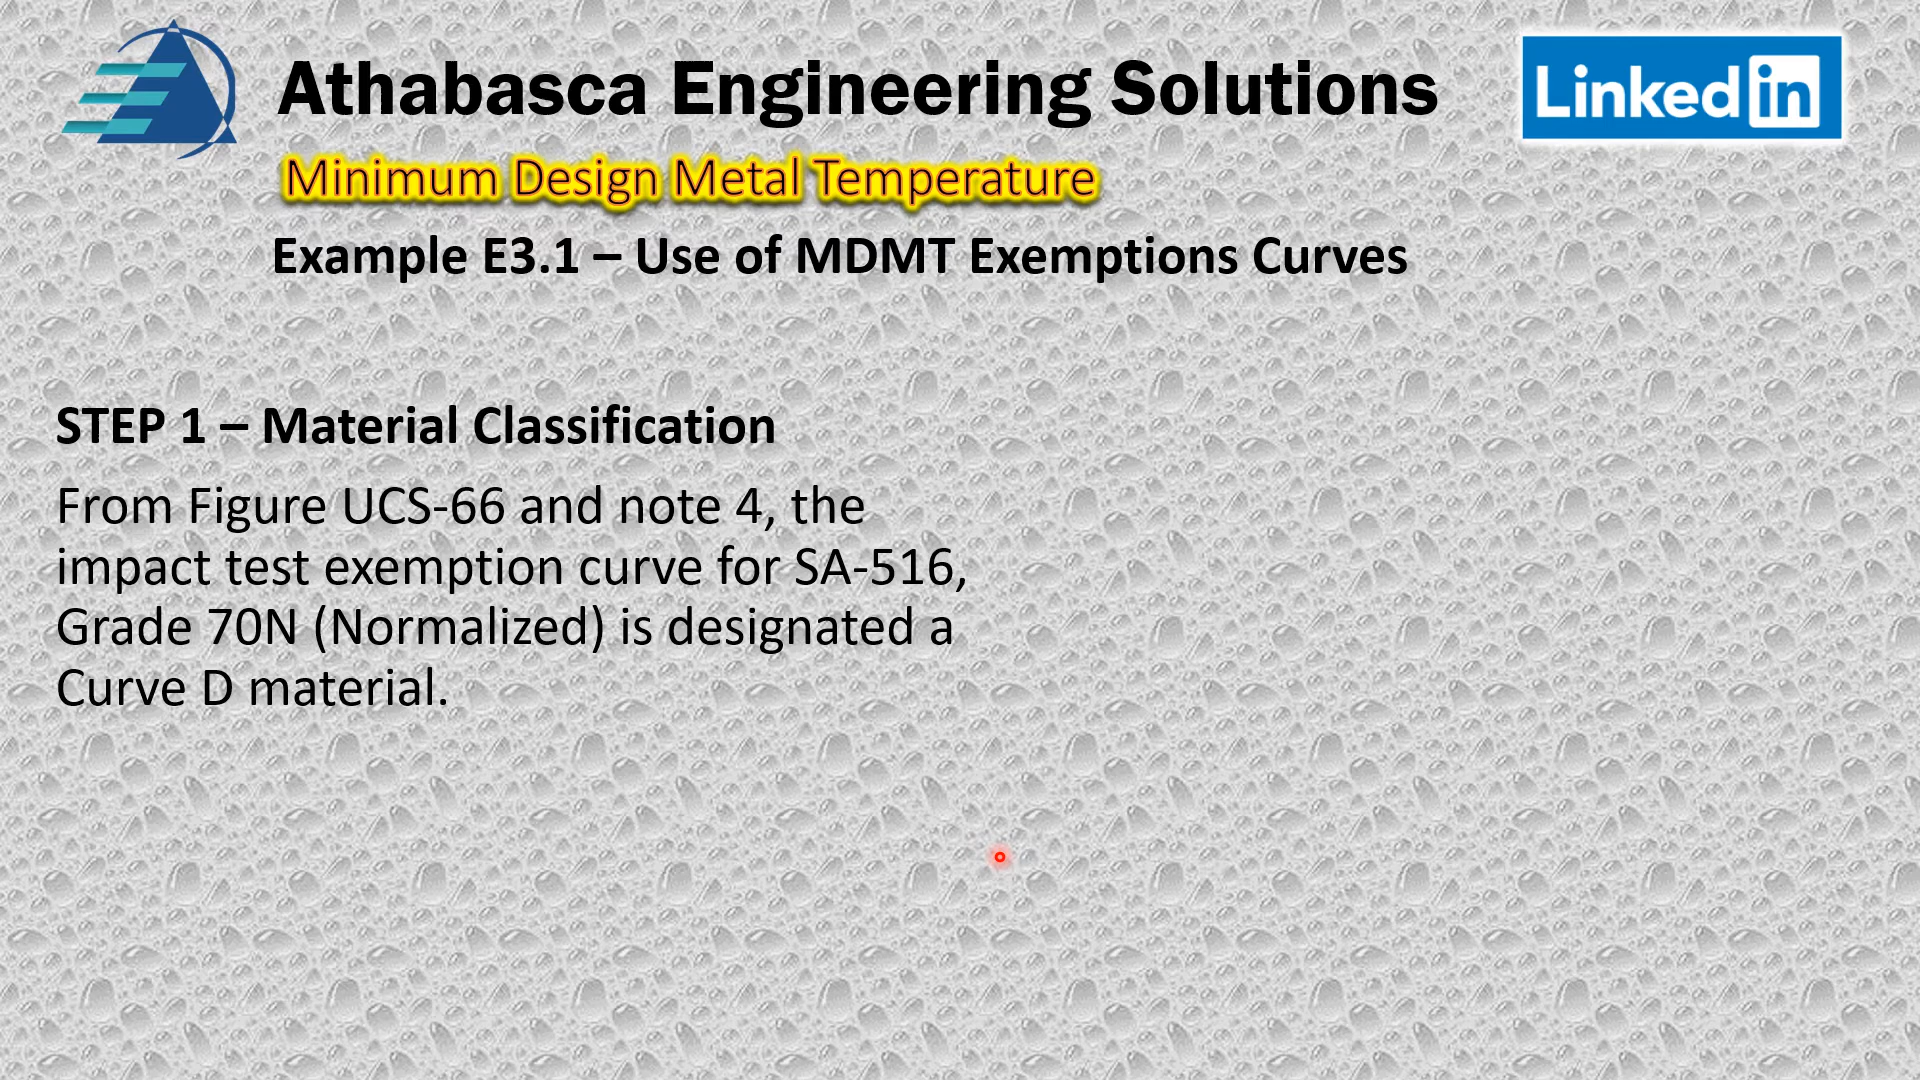 Athabasca Engineering Solutions
Linked in
Minimum Design Metal Temperature
Example E3.1 – Use of MDMT Exemptions Curves
STEP 1 – Material Classification
From Figure UCS-66 and note 4, the
impact test exemption curve for SA-516,
Grade 70N (Normalized) is designated a
Curve D material.